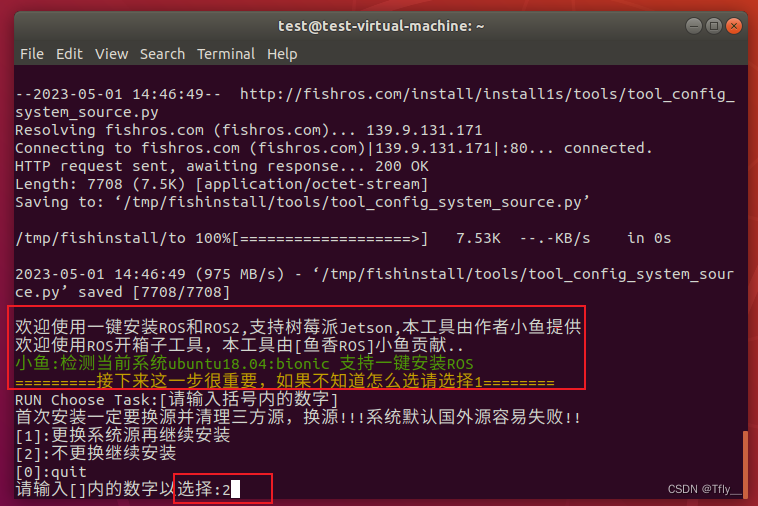 test@test-virtual-machine: ~
File Edit View Search Terminal Help
--2023-05-01 14:46:49-- http://fishros.com/install/install1s/tools/tool_config_
system_source.py
Resolving fishros.com (fishros.com)... 139.9.131.171
Connecting to fishros.com (fishros.com)|139.9.131.171|:80... connected.
HTTP request sent, awaiting response... 200 OK
Length: 7708 (7.5K) [application/octet-stream]
Saving to: ‘/tmp/fishinstall/tools/tool_config_system_source.py’
/tmp/fishinstall/to 100%[===================>] 7.53K --.-KB/s in 0s
2023-05-01 14:46:49 (975 MB/s) - ‘/tmp/fishinstall/tools/tool_config_system_sour
ce.py’ saved [7708/7708]
欢迎使用一键安装ROS和ROS2,支持树莓派Jetson,本工具由作者小鱼提供
欢迎使用ROS开箱子工具，本工具由[鱼香ROS]小鱼贡献..
小鱼:检测当前系统ubuntu18.04:bionic 支持一键安装ROS
=========接下来这一步很重要，如果不知道怎么选请选择1========
RUN Choose Task:[请输入括号内的数字]
首次安装一定要换源并清理三方源，换源!!!系统默认国外源容易失败!!
[1]:更换系统源再继续安装
[2]:不更换继续安装
[0]:quit
请输入[]内的数字以选择:2
CSDN @Tfly__